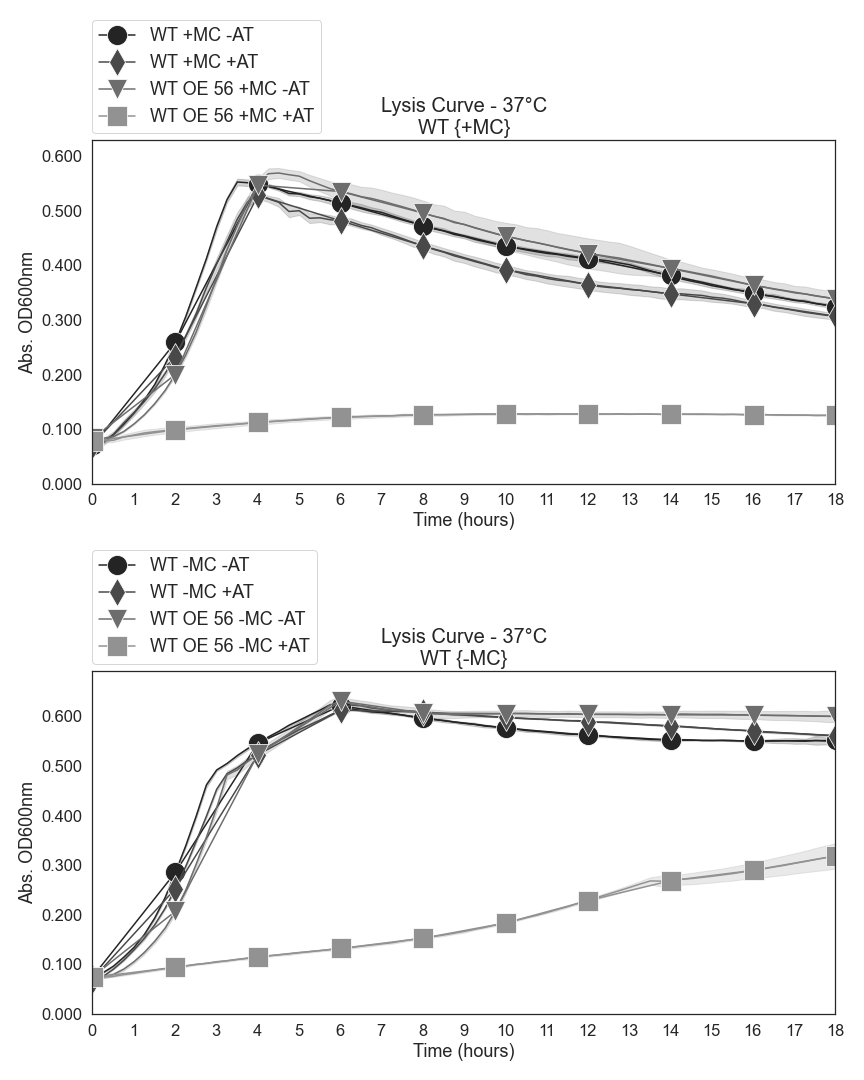 WT +MC -AT
WT +MC +AT
WT OE 56 +MC -AT
WT OE 56 +MC +AT
Lysis Curve - 37°C
WT {+MC}
Abs. OD600nm
0.600
0.500
0.400
0.300
0.200
0.100
0.000
0 1 2 3 4 5 6 7 8 9 10 11 12 13 14 15 16 17 18
Time (hours)
WT -MC -AT
WT -MC +AT
WT OE 56 -MC -AT
WT OE 56 -MC +AT
Lysis Curve - 37°C
WT {-MC}
Abs. OD600nm
0.600
0.500
0.400
0.300
0.200
0.100
0.000
0 1 2 3 4 5 6 7 8 9 10 11 12 13 14 15 16 17 18
Time (hours)